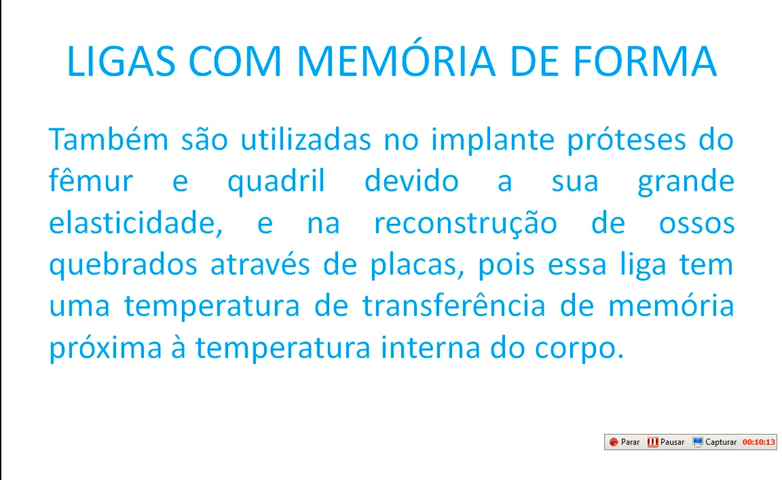 LIGAS COM MEMÓRIA DE FORMA
Também são utilizadas no implante próteses do
fêmur e quadril devido a sua grande
elasticidade, e na reconstrução de ossos
quebrados através de placas, pois essa liga tem
uma temperatura de transferência de memória
próxima à temperatura interna do corpo.
Parar Pausar Capturar 00:10:13